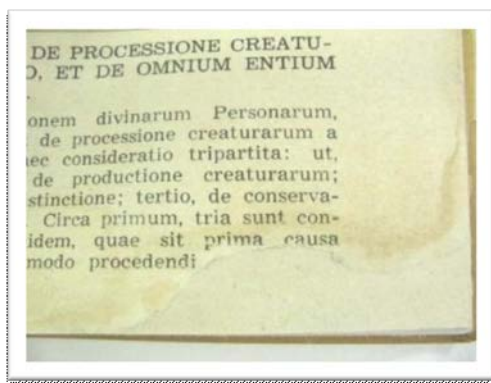 DE PROCESSIONE CREATU-
O, ET DE OMNIUM ENTIUM
onem divinarum Personarum,
de processione creaturarum a
ec consideratio tripartita: ut,
de productione creaturarum;
stinctione; tertio, de conserva-
Circa primum, tria sunt con-
idem, quae sit prima causa
modo procedendi